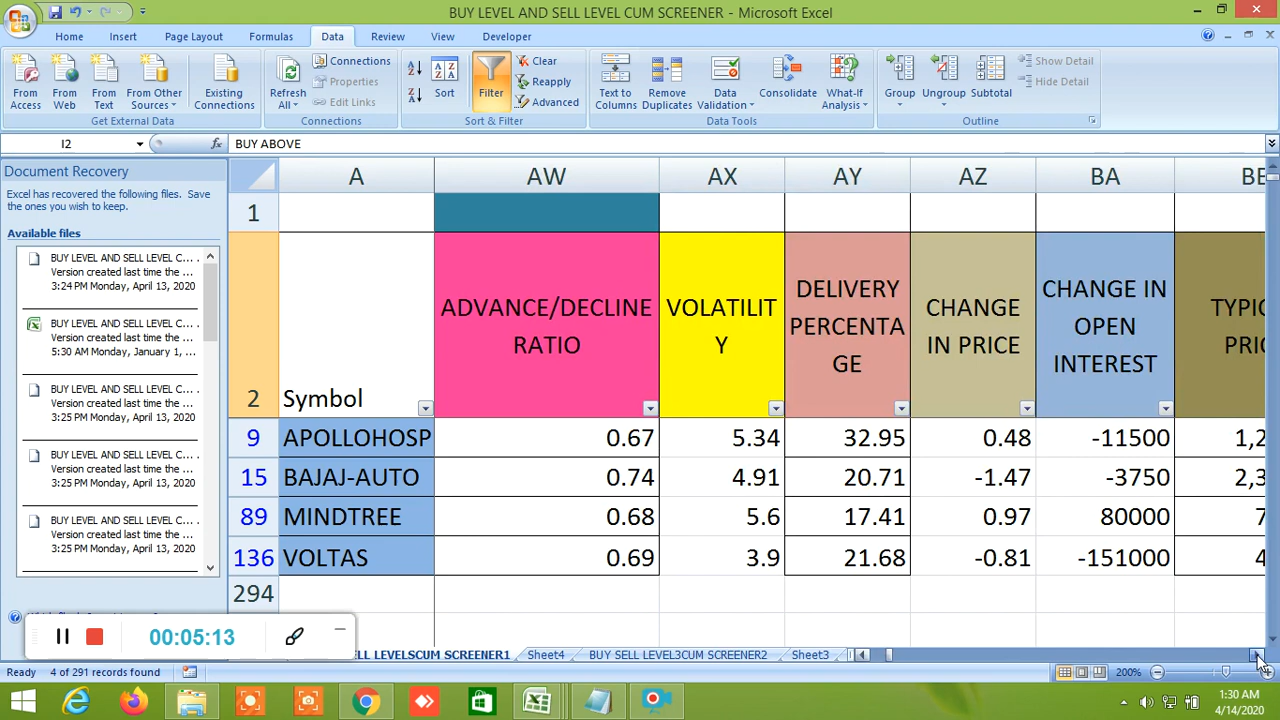 BUY LEVEL AND SELL LEVEL CUM SCREENER - Microsoft Excel
Home Insert Page Layout Formulas Data Review View Developer
From Access
From Web
From Text
From Other Sources
Existing Connections
Get External Data
Refresh All
Connections
Properties
Edit Links
Connections
Sort
Filter
Clear
Reapply
Advanced
Sort & Filter
Text to Columns
Remove Duplicates
Data Validation
Consolidate
What-If Analysis
Data Tools
Group
Ungroup
Subtotal
Show Detail
Hide Detail
Outline
I2 fx BUY ABOVE
Document Recovery
Excel has recovered the following files. Save
the ones you wish to keep.
Available files
BUY LEVEL AND SELL LEVEL C... .
Version created last time the ...
3:24 PM Monday, April 13, 2020
BUY LEVEL AND SELL LEVEL C... .
Version created last time the ...
5:30 AM Monday, January 1, ...
BUY LEVEL AND SELL LEVEL C... .
Version created last time the ...
3:25 PM Monday, April 13, 2020
BUY LEVEL AND SELL LEVEL C... .
Version created last time the ...
3:25 PM Monday, April 13, 2020
BUY LEVEL AND SELL LEVEL C... .
Version created last time the ...
3:25 PM Monday, April 13, 2020
A AW AX AY AZ BA
1
2 Symbol
ADVANCE/DECLINE
RATIO
VOLATILIT
Y
DELIVERY
PERCENTA
GE
CHANGE
IN PRICE
CHANGE IN
OPEN
INTEREST
TYPIC
PRI
9 APOLLOHOSP 0.67 5.34 32.95 0.48 -11500 1,2
15 BAJAJ-AUTO 0.74 4.91 20.71 -1.47 -3750 2,3
89 MINDTREE 0.68 5.6 17.41 0.97 80000 7
136 VOLTAS 0.69 3.9 21.68 -0.81 -151000 4
294
00:05:13
LEVELSCUM SCREENER1 Sheet4 BUY SELL LEVEL3CUM SCREENER2 Sheet3
Ready 4 of 291 records found 200%
1:30 AM
4/14/2020